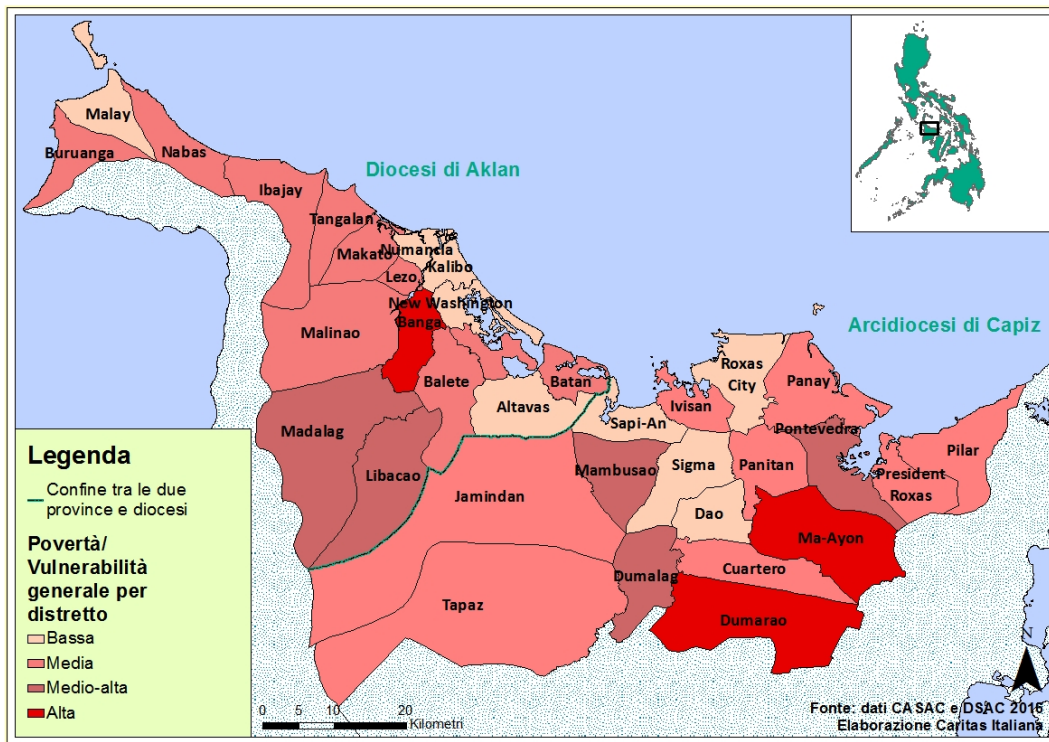 Malay
Buruanga
Nabas
Diocesi di Aklan
Ibajay
Tangalan
Numancia
Makato
Kalibo
Lezo
New Washington
Banga
Arcidiocesi di Capiz
Malinao
Roxas
City
Balete
Batan
Panay
Altavas
Ivisan
Sapi-An
Madalag
Pontevedra
Pilar
Mambusao
Sigma
Panitan
President
Roxas
Libacao
Jamindan
Dao
Ma-Ayon
Cuartero
Dumalag
Tapaz
Dumarao
Legenda
Confine tra le due
province e diocesi
Povertà/
Vulnerabilità
generale per
distretto
Bassa
Media
Medio-alta
Alta
0 5 10 20
Kilometri
N
Fonte: dati CASAC e DSAC 2016
Elaborazione Caritas Italiana